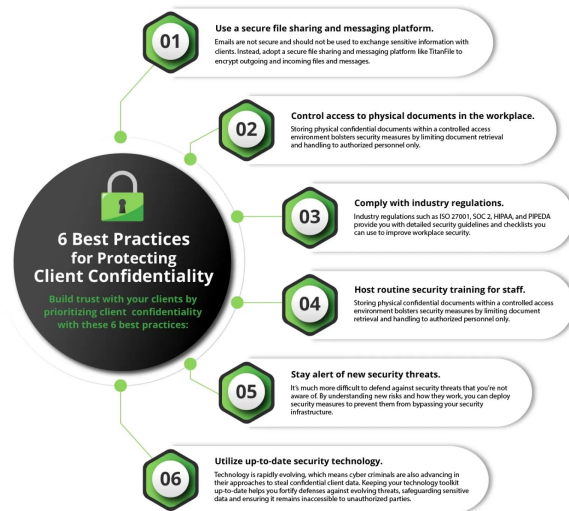 6 Best Practices
for Protecting
Client Confidentiality
Build trust with your clients by
prioritizing client confidentiality
with these 6 best practices:
01
Use a secure file sharing and messaging platform.
Emails are not secure and should not be used to exchange sensitive information with
clients. Instead, adopt a secure file sharing and messaging platform like TitanFile to
encrypt outgoing and incoming files and messages.
02
Control access to physical documents in the workplace.
Storing physical confidential documents within a controlled access
environment bolsters security measures by limiting document retrieval
and handling to authorized personnel only.
03
Comply with industry regulations.
Industry regulations such as ISO 27001, SOC 2, HIPAA, and PIPEDA
provide you with detailed security guidelines and checklists you
can use to improve workplace security.
04
Host routine security training for staff.
Storing physical confidential documents within a controlled access
environment bolsters security measures by limiting document
retrieval and handling to authorized personnel only.
05
Stay alert of new security threats.
It's much more difficult to defend against security threats that you're not
aware of. By understanding new risks and how they work, you can deploy
security measures to prevent them from bypassing your security
infrastructure.
06
Utilize up-to-date security technology.
Technology is rapidly evolving, which means cyber criminals are also advancing in
their approaches to steal confidential client data. Keeping your technology toolkit
up-to-date helps you fortify defenses against evolving threats, safeguarding sensitive
data and ensuring it remains inaccessible to unauthorized parties.